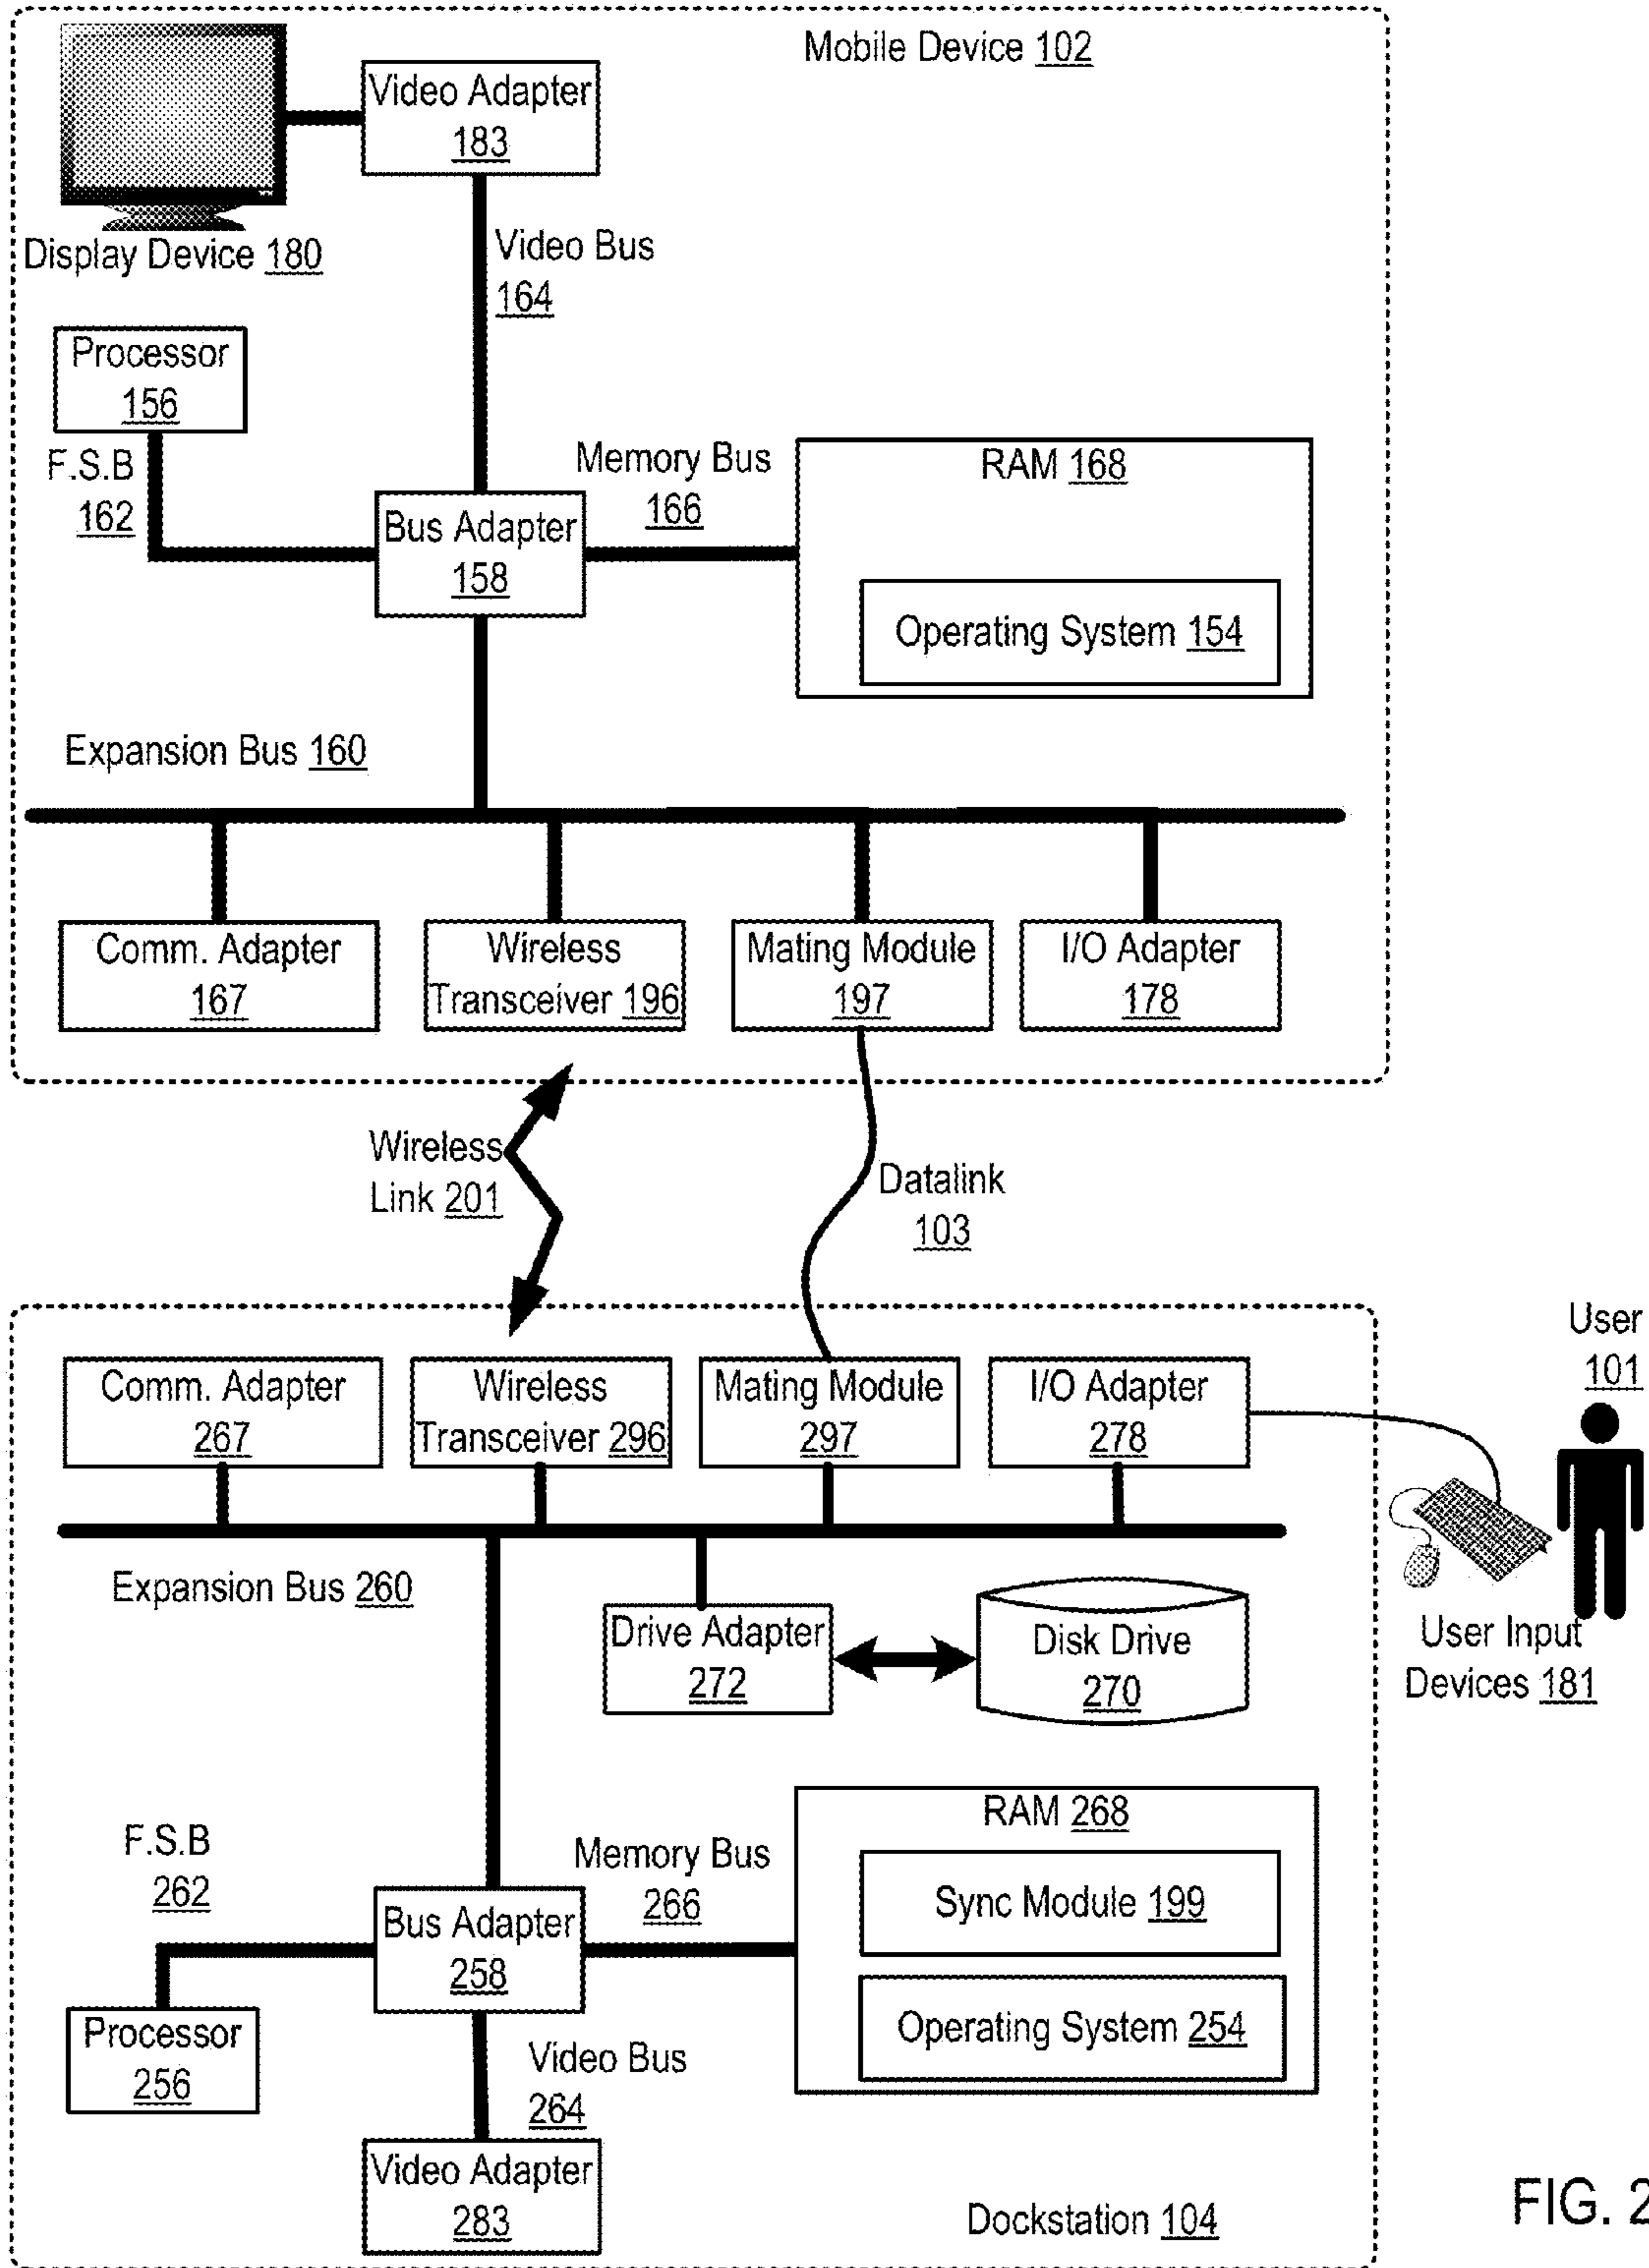 Mobile Device 102
Video Adapter
183
Display Device 180
Video Bus
164
Processor
156
F.S.B
162
Memory Bus
166
Bus Adapter
158
RAM 168
Operating System 154
Expansion Bus 160
Comm. Adapter
167
Wireless
Transceiver 196
Mating Module
197
I/O Adapter
178
Wireless
Link 201
Datalink
103
Comm. Adapter
267
Wireless
Transceiver 296
Mating Module
297
I/O Adapter
278
User
101
Expansion Bus 260
Drive Adapter
272
Disk Drive
270
User Input
Devices 181
F.S.B
262
Memory Bus
266
Bus Adapter
258
RAM 268
Sync Module 199
Operating System 254
Processor
256
Video Bus
264
Video Adapter
283
Dockstation 104
FIG. 2